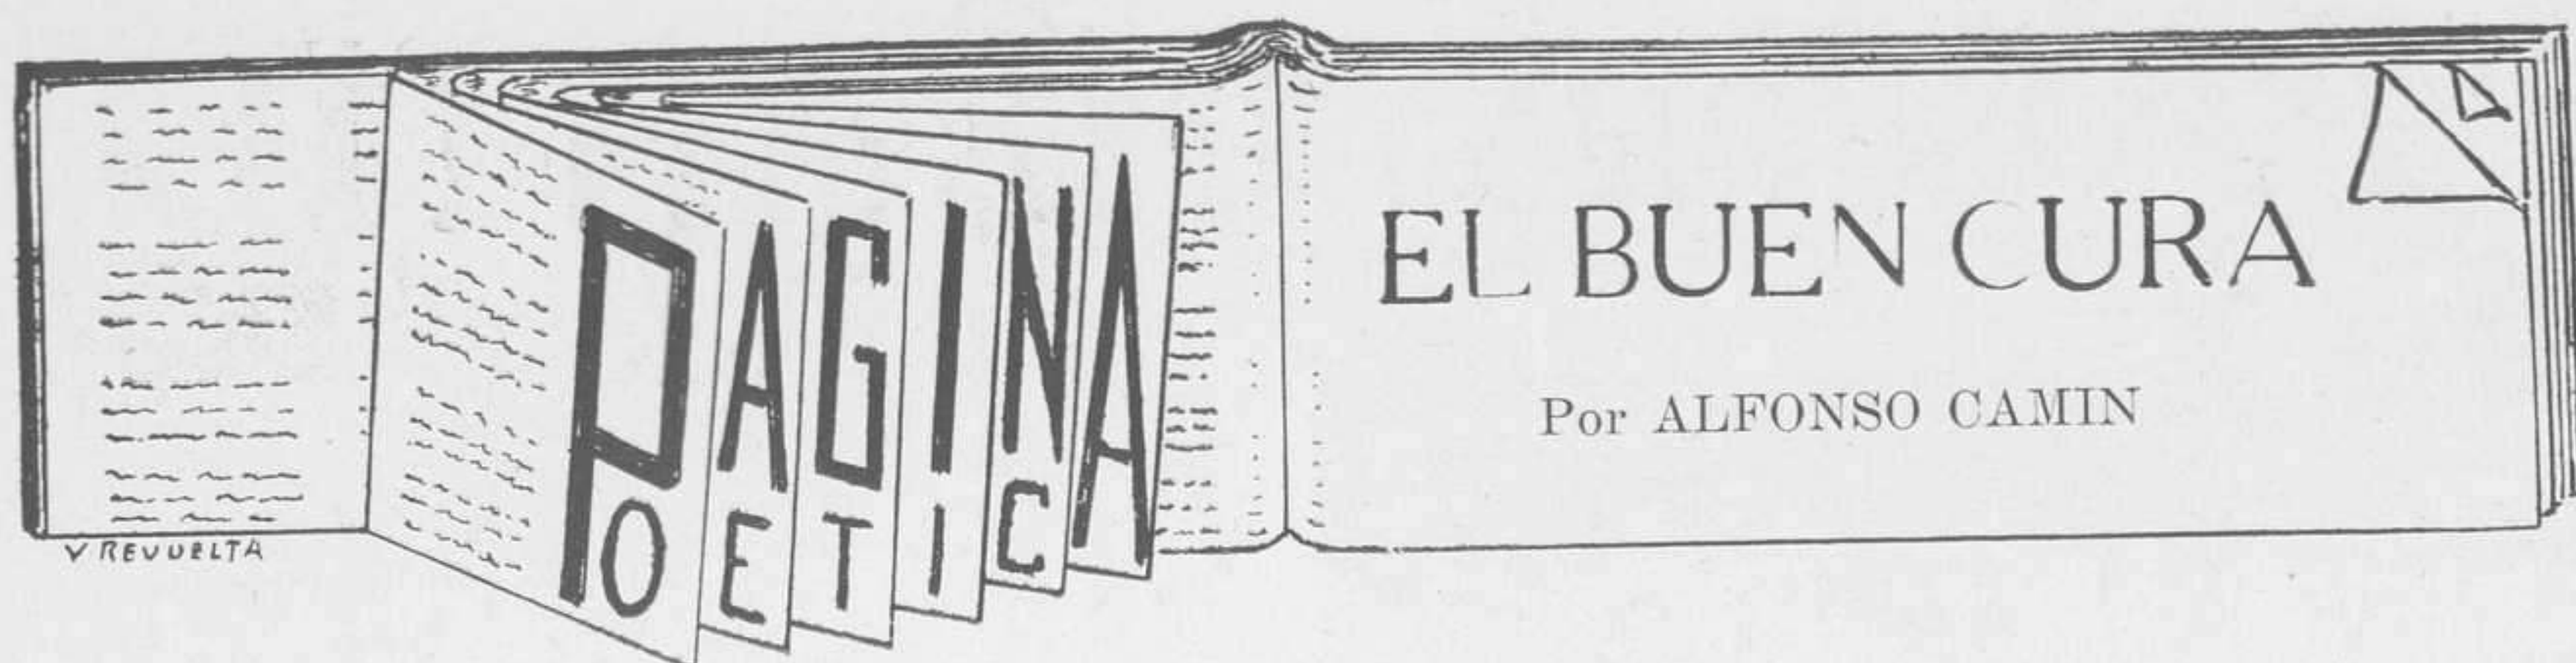 PAGINA
POETICA
EL BUEN CURA
Por ALFONSO CAMIN
V REVUELTA